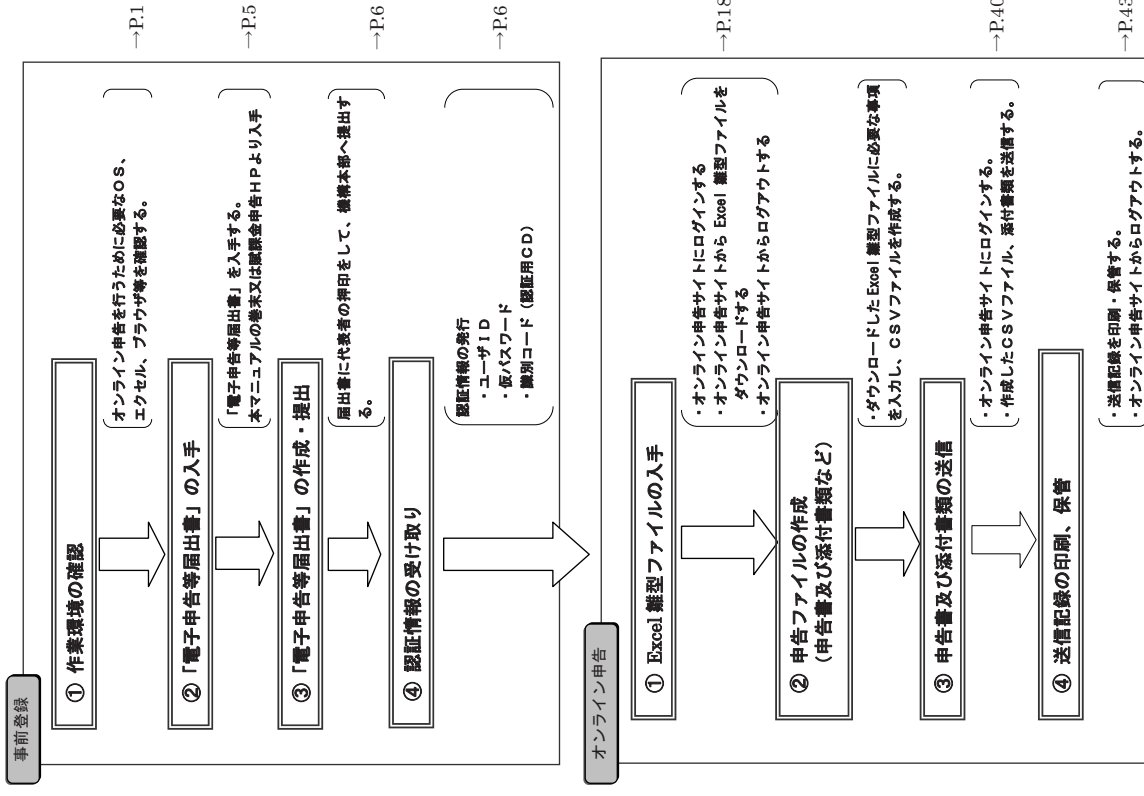 事前登録
① 作業環境の確認
オンライン申告を行うために必要なＯＳ、
エクセル、ブラウザ等を確認する。
→P.1
② 「電子申告等届出書」の入手
「電子申告等届出書」を入手する。
本マニュアルの巻末又は賦課金申告ＨＰより入手
→P.5
③ 「電子申告等届出書」の作成・提出
届出書に代表者の押印をして、機構本部へ提出す
る。
→P.6
④ 認証情報の受け取り
認証情報の発行
・ユーザＩＤ
・仮パスワード
・識別コード（認証用ＣＤ）
→P.6
オンライン申告
① Excel 雛型ファイルの入手
・オンライン申告サイトにログインする
・オンライン申告サイトから Excel 雛型ファイルを
ダウンロードする
・オンライン申告サイトからログアウトする
→P.18
② 申告ファイルの作成
（申告書及び添付書類など）
・ダウンロードした Excel 雛型ファイルに必要な事項
を入力し、ＣＳＶファイルを作成する。
③ 申告書及び添付書類の送信
・オンライン申告サイトにログインする。
・作成したＣＳＶファイル、添付書類を送信する。
→P.40
④ 送信記録の印刷、保管
・送信記録を印刷・保管する。
・オンライン申告サイトからログアウトする。
→P.43